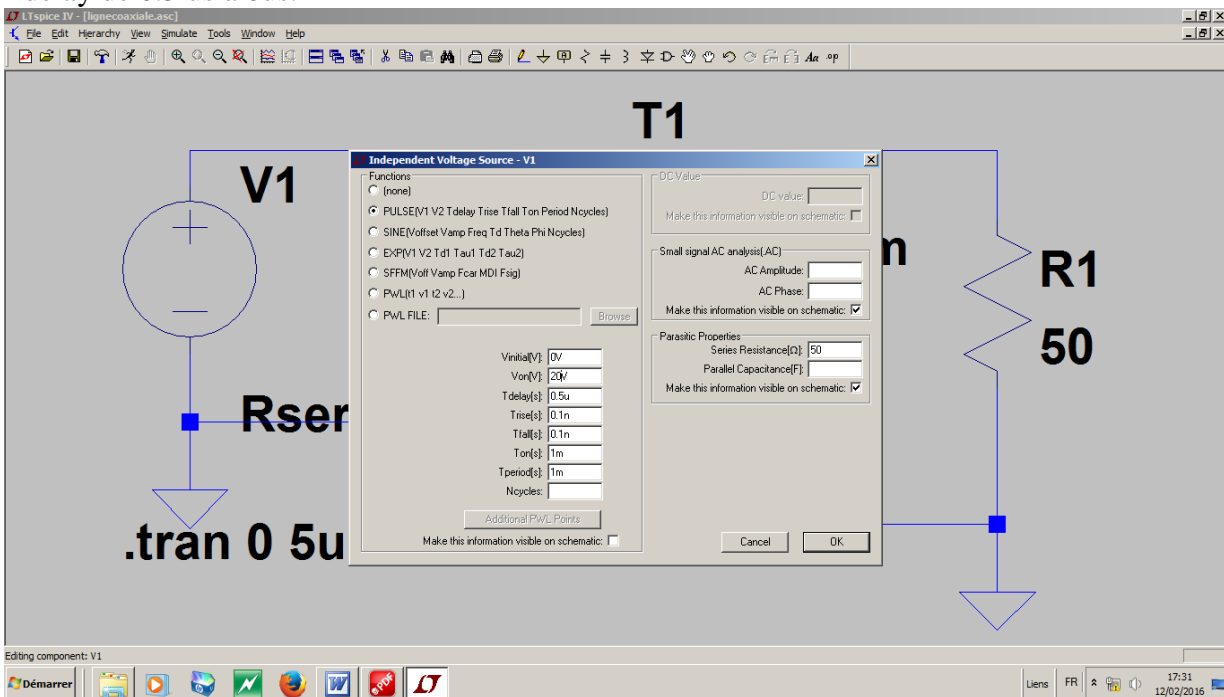 LTspice IV - [lignecoaxiale.asc]
File Edit Hierarchy View Simulate Tools Window Help
T1
V1
Rser
.tran 0 5u
m
R1
50
Independent Voltage Source - V1
Functions
(none)
PULSE(V1 V2 Tdelay Trise Tfall Ton Period Ncycles)
SINE(Voffset Vamp Freq Td Theta Phi Ncycles)
EXP(V1 V2 Td1 Tau1 Td2 Tau2)
SFFM(Voff Vamp Fcar MDI Fsig)
PWL(t1 v1 t2 v2...)
PWL FILE: Browse
Vinitial[V]: 0V
Von[V]: 20V
Tdelay[s]: 0.5u
Trise[s]: 0.1n
Tfall[s]: 0.1n
Ton[s]: 1m
Tperiod[s]: 1m
Ncycles:
Additional PWL Points
Make this information visible on schematic:
DC Value
DC value:
Make this information visible on schematic:
Small signal AC analysis(.AC)
AC Amplitude:
AC Phase:
Make this information visible on schematic:
Parasitic Properties
Series Resistance[Ω]: 50
Parallel Capacitance[F]:
Make this information visible on schematic:
Cancel OK
Editing component: V1
Démarrer
Liens FR 17:31
12/02/2016